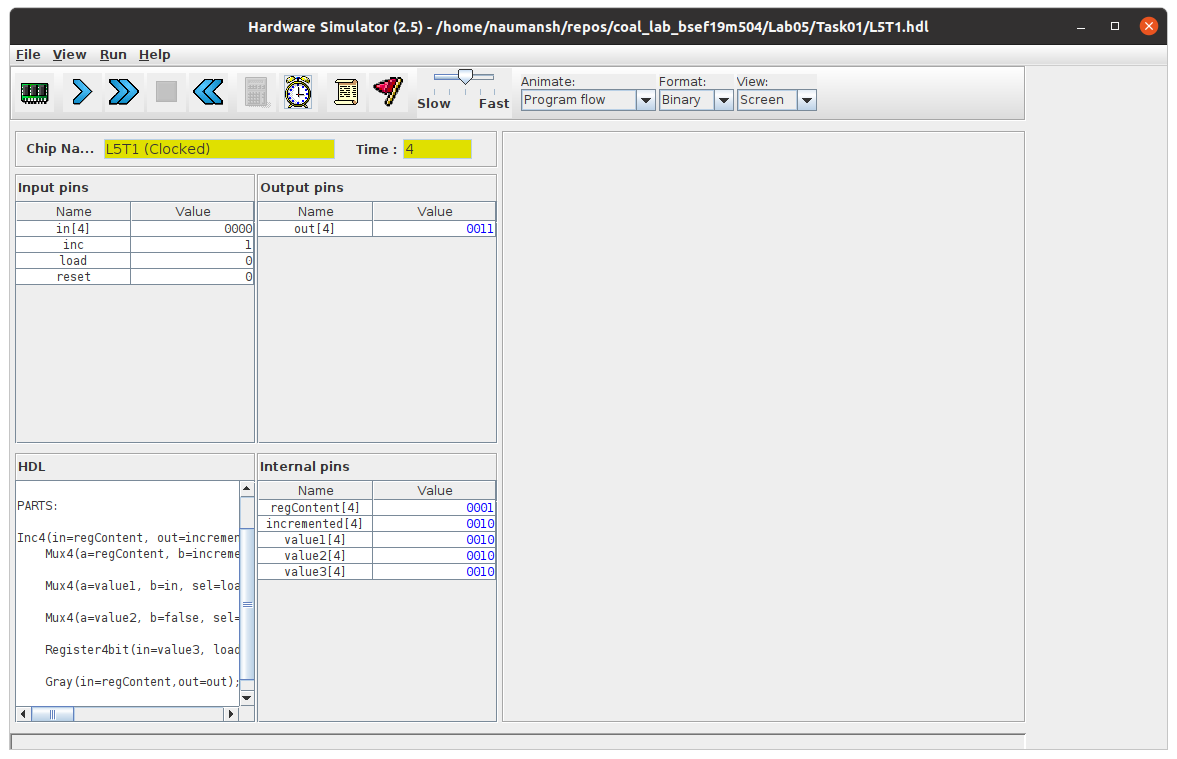 Hardware Simulator (2.5) - /home/naumansh/repos/coal_lab_bsef19m504/Lab05/Task01/L5T1.hdl
File View Run Help
Slow Fast
Animate: Format: View:
Program flow Binary Screen
Chip Na... L5T1 (Clocked) Time : 4
Input pins
Name Value
in[4] 0000
inc 1
load 0
reset 0
Output pins
Name Value
out[4] 0011
HDL
PARTS:
Inc4(in=regContent, out=incremen
Mux4(a=regContent, b=increme
Mux4(a=value1, b=in, sel=loa
Mux4(a=value2, b=false, sel=
Register4bit(in=value3, load
Gray(in=regContent,out=out);
Internal pins
Name Value
regContent[4] 0001
incremented[4] 0010
value1[4] 0010
value2[4] 0010
value3[4] 0010